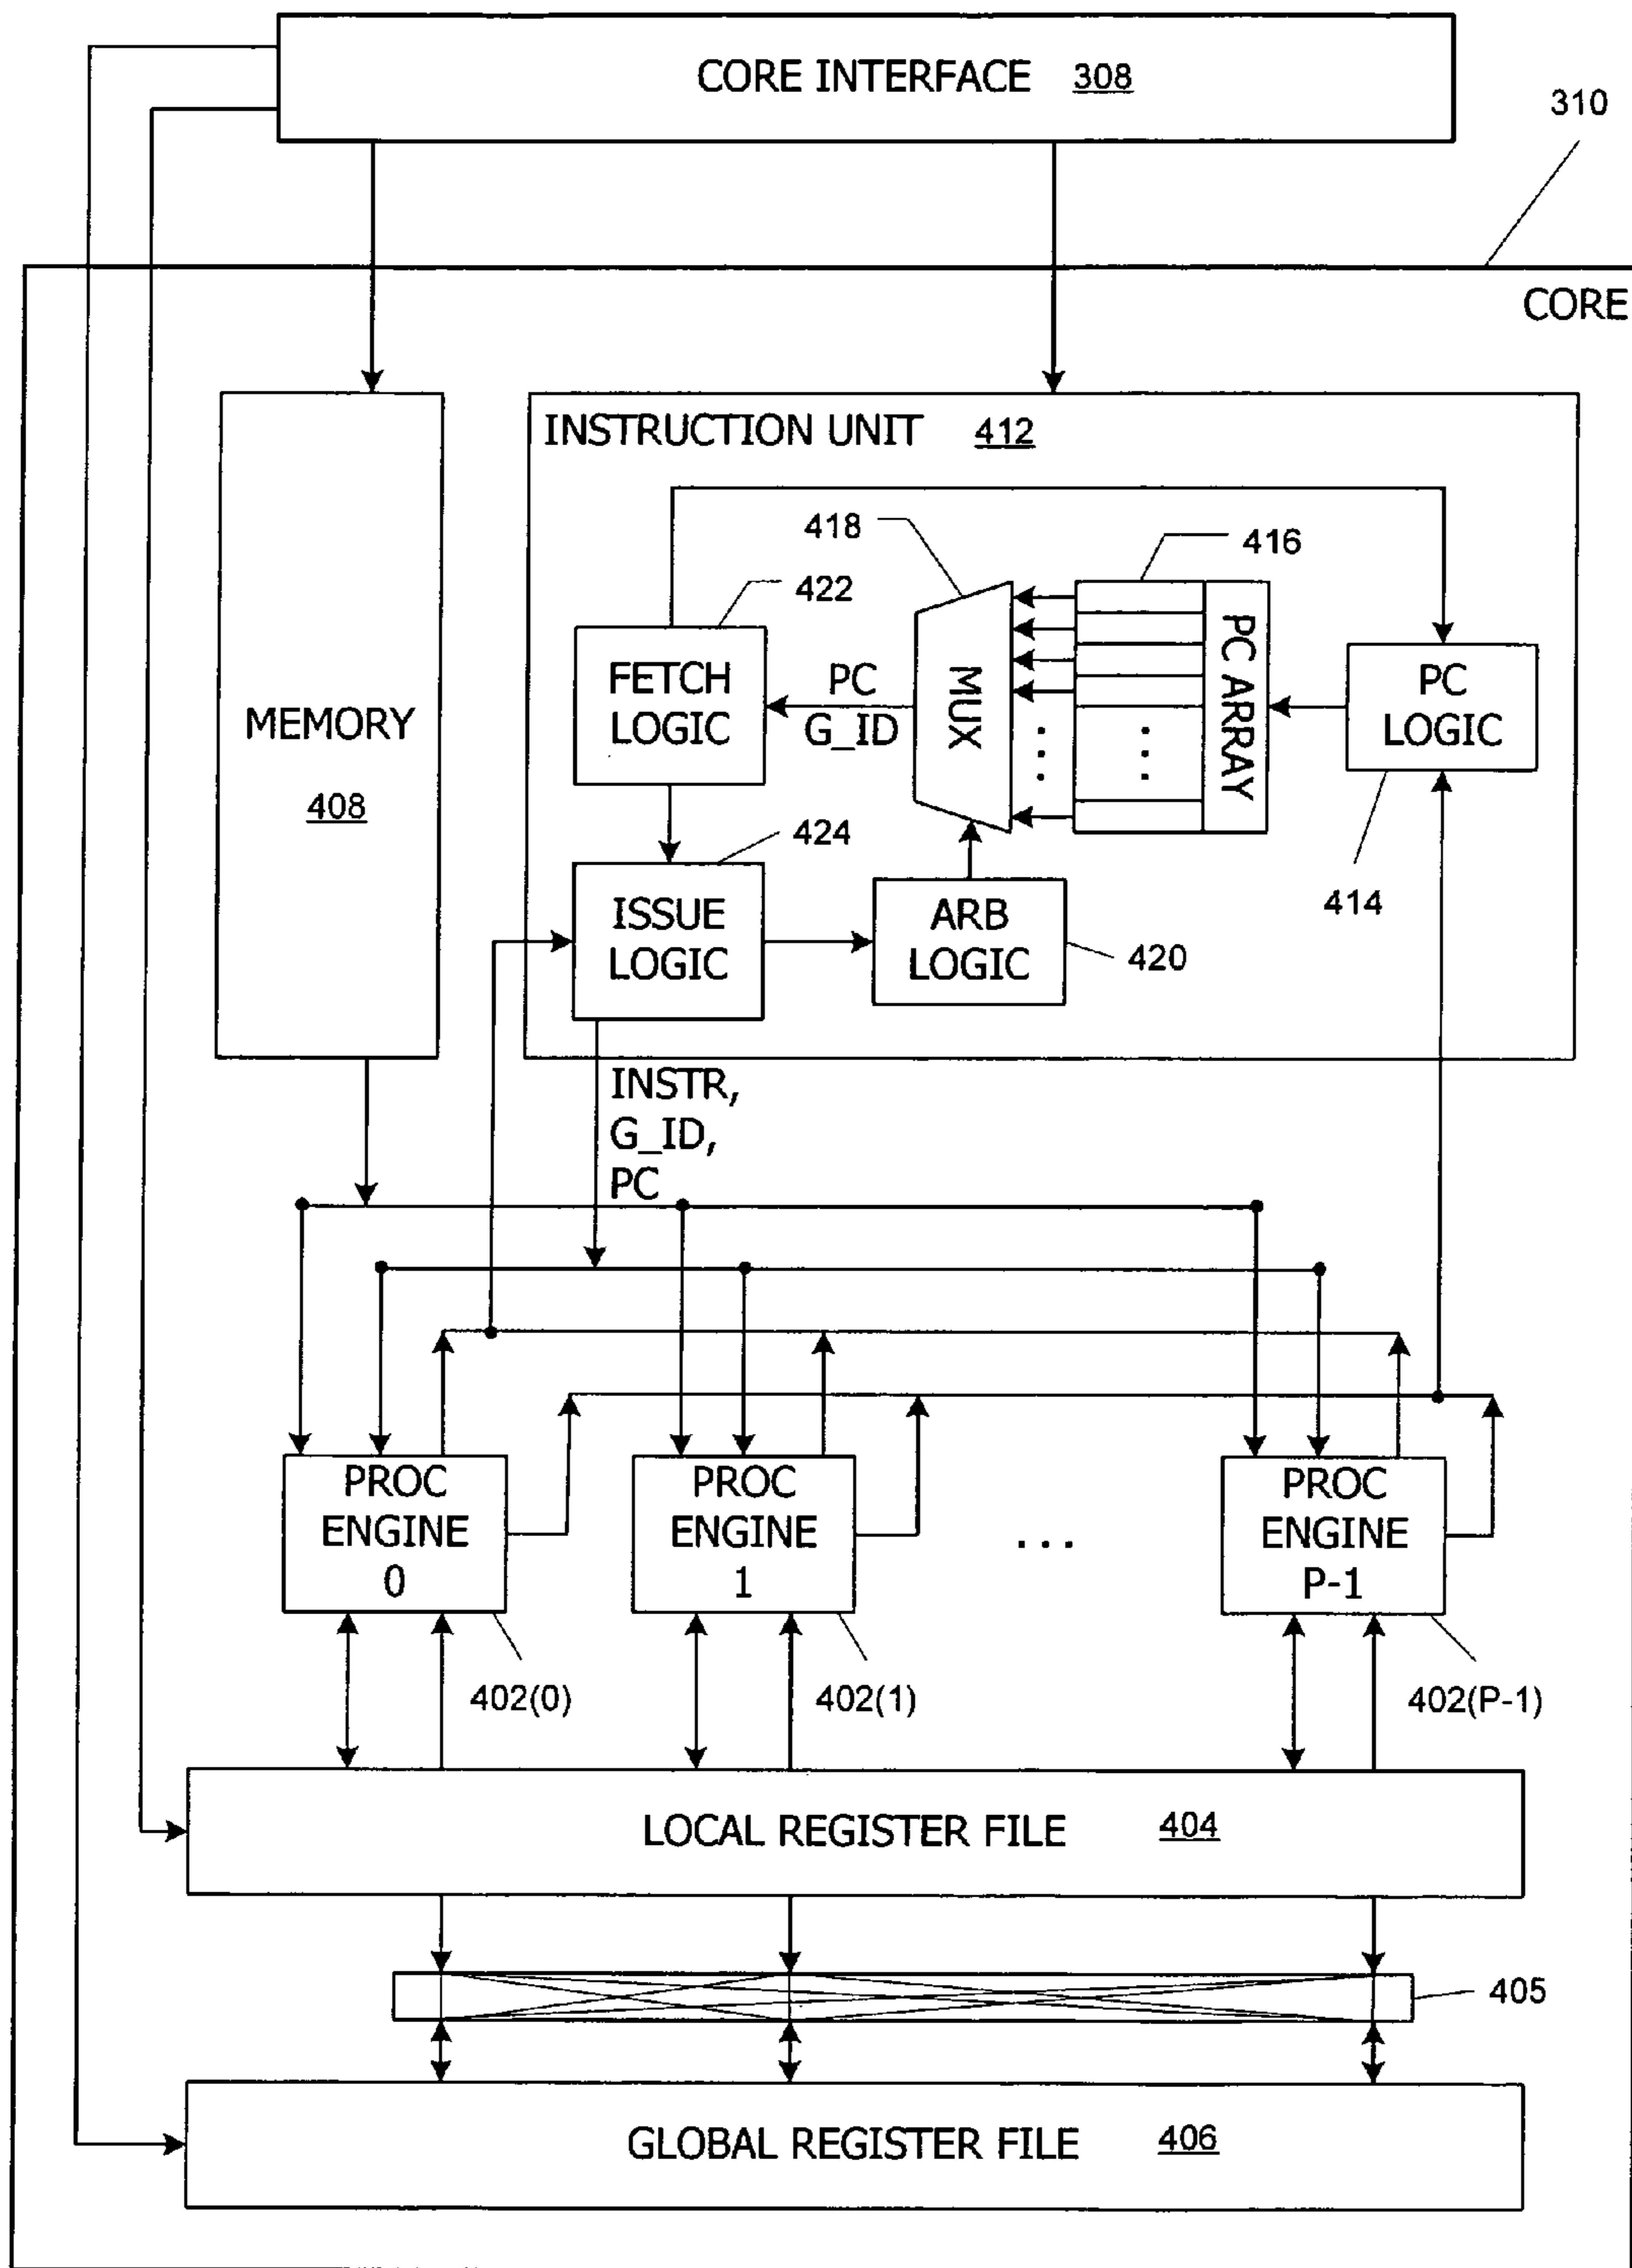 CORE INTERFACE 308
310
CORE
INSTRUCTION UNIT 412
418
416
422
FETCH
LOGIC
PC
G_ID
MUX
PC ARRAY
PC
LOGIC
MEMORY
408
424
414
ISSUE
LOGIC
ARB
LOGIC
420
INSTR,
G_ID,
PC
PROC
ENGINE
0
PROC
ENGINE
1
...
PROC
ENGINE
P-1
402(0)
402(1)
402(P-1)
LOCAL REGISTER FILE 404
405
GLOBAL REGISTER FILE 406